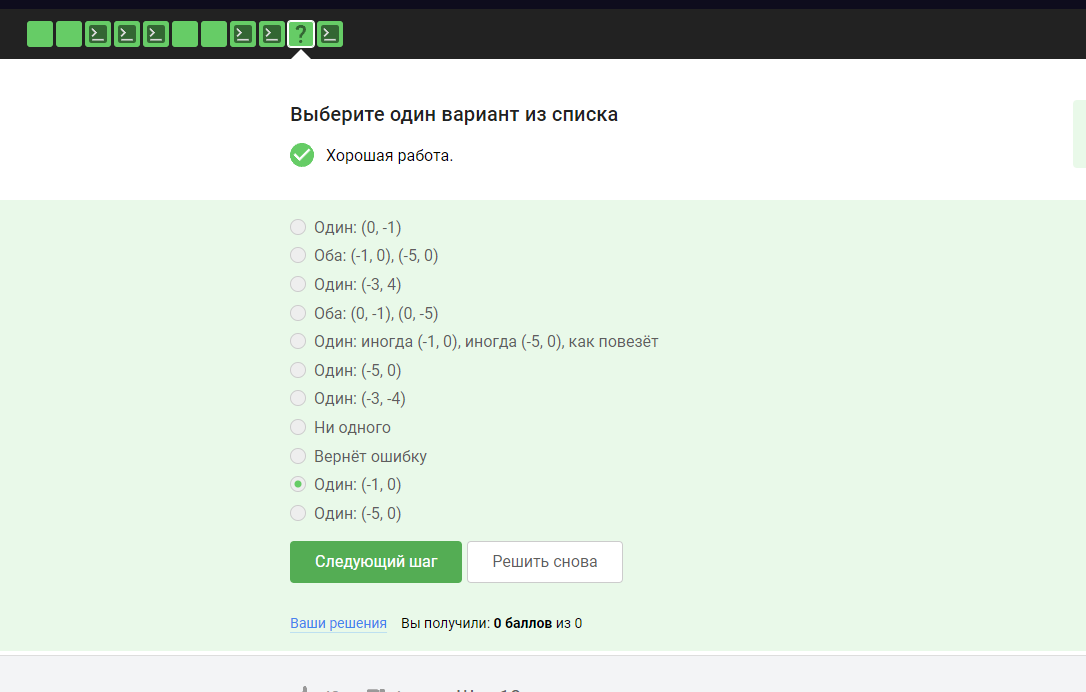 ?
Выберите один вариант из списка
Хорошая работа.
Один: (0, -1)
Оба: (-1, 0), (-5, 0)
Один: (-3, 4)
Оба: (0, -1), (0, -5)
Один: иногда (-1, 0), иногда (-5, 0), как повезёт
Один: (-5, 0)
Один: (-3, -4)
Ни одного
Вернёт ошибку
Один: (-1, 0)
Один: (-5, 0)
Следующий шаг Решить снова
Ваши решения Вы получили: 0 баллов из 0